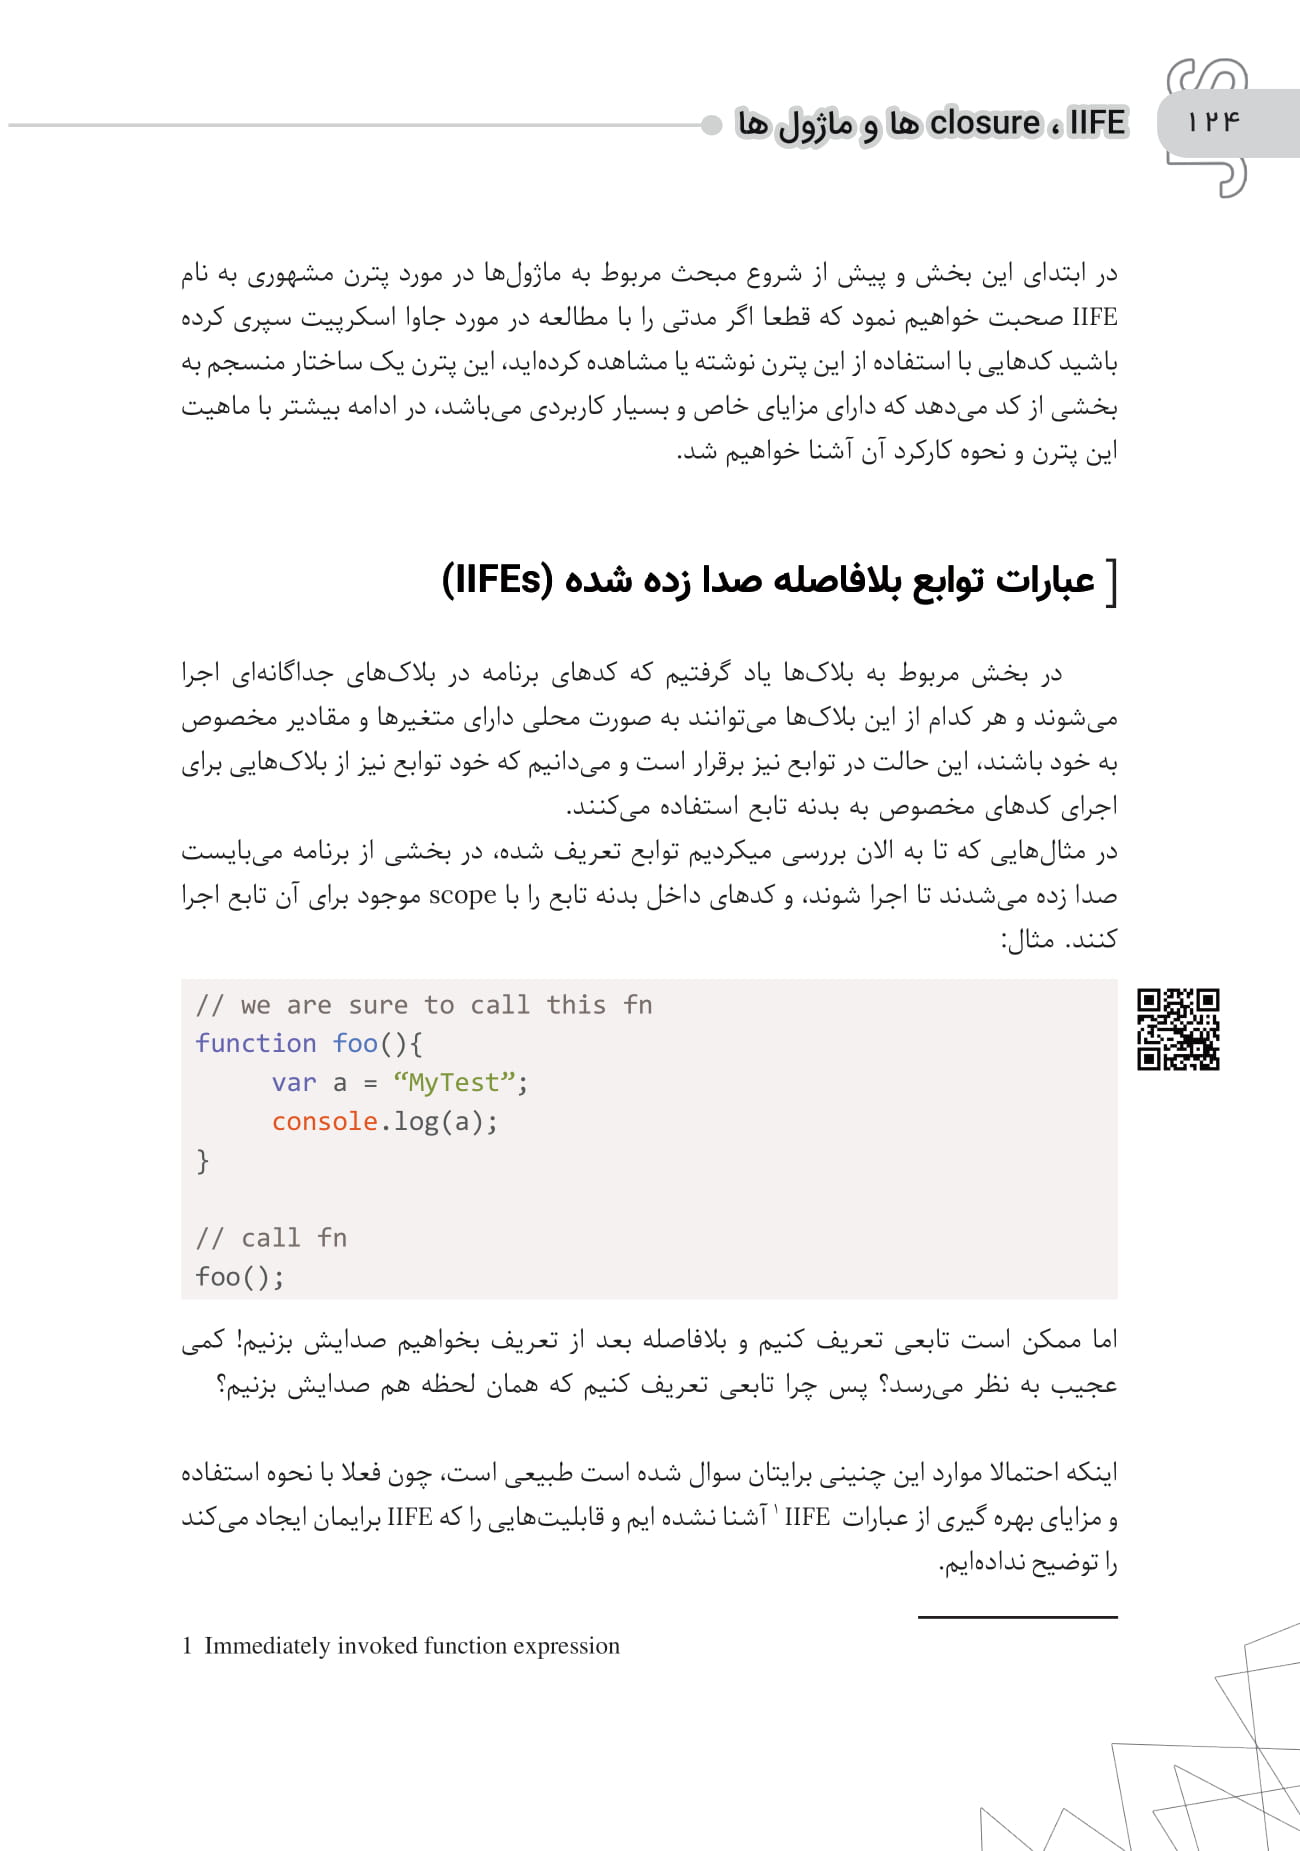 ۱۲۴
IIFE ، closure ها و ماژول ها
در ابتدای این بخش و پیش از شروع مبحث مربوط به ماژول‌ها در مورد پترن مشهوری به نام
IIFE صحبت خواهیم نمود که قطعا اگر مدتی را با مطالعه در مورد جاوا اسکرپیت سپری کرده
باشید کدهایی با استفاده از این پترن نوشته یا مشاهده کرده‌اید، این پترن یک ساختار منسجم به
بخشی از کد می‌دهد که دارای مزایای خاص و بسیار کاربردی می‌باشد، در ادامه بیشتر با ماهیت
این پترن و نحوه کارکرد آن آشنا خواهیم شد.
[ عبارات توابع بلافاصله صدا زده شده (IIFEs)
در بخش مربوط به بلاک‌ها یاد گرفتیم که کدهای برنامه در بلاک‌های جداگانه‌ای اجرا
می‌شوند و هر کدام از این بلاک‌ها می‌توانند به صورت محلی دارای متغیرها و مقادیر مخصوص
به خود باشند، این حالت در توابع نیز برقرار است و می‌دانیم که خود توابع نیز از بلاک‌هایی برای
اجرای کدهای مخصوص به بدنه تابع استفاده می‌کنند.
در مثال‌هایی که تا به الان بررسی میکردیم توابع تعریف شده، در بخشی از برنامه می‌بایست
صدا زده می‌شدند تا اجرا شوند، و کدهای داخل بدنه تابع را با scope موجود برای آن تابع اجرا
کنند. مثال:
// we are sure to call this fn
function foo(){
var a = “MyTest”;
console.log(a);
}
// call fn
foo();
اما ممکن است تابعی تعریف کنیم و بلافاصله بعد از تعریف بخواهیم صدایش بزنیم! کمی
عجیب به نظر می‌رسد؟ پس چرا تابعی تعریف کنیم که همان لحظه هم صدایش بزنیم؟
اینکه احتمالا موارد این چنینی برایتان سوال شده است طبیعی است، چون فعلا با نحوه استفاده
و مزایای بهره گیری از عبارات IIFE ۱ آشنا نشده ایم و قابلیت‌هایی را که IIFE برایمان ایجاد می‌کند
را توضیح نداده‌ایم.
1 Immediately invoked function expression